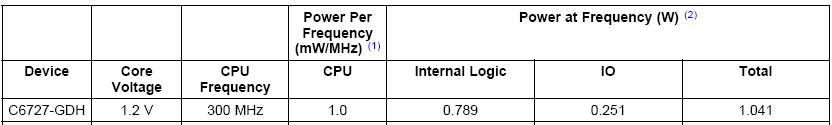 Power Per Frequency (mW/MHz) (1) Power at Frequency (W) (2)
Device Core Voltage CPU Frequency CPU Internal Logic IO Total
C6727-GDH 1.2 V 300 MHz 1.0 0.789 0.251 1.041